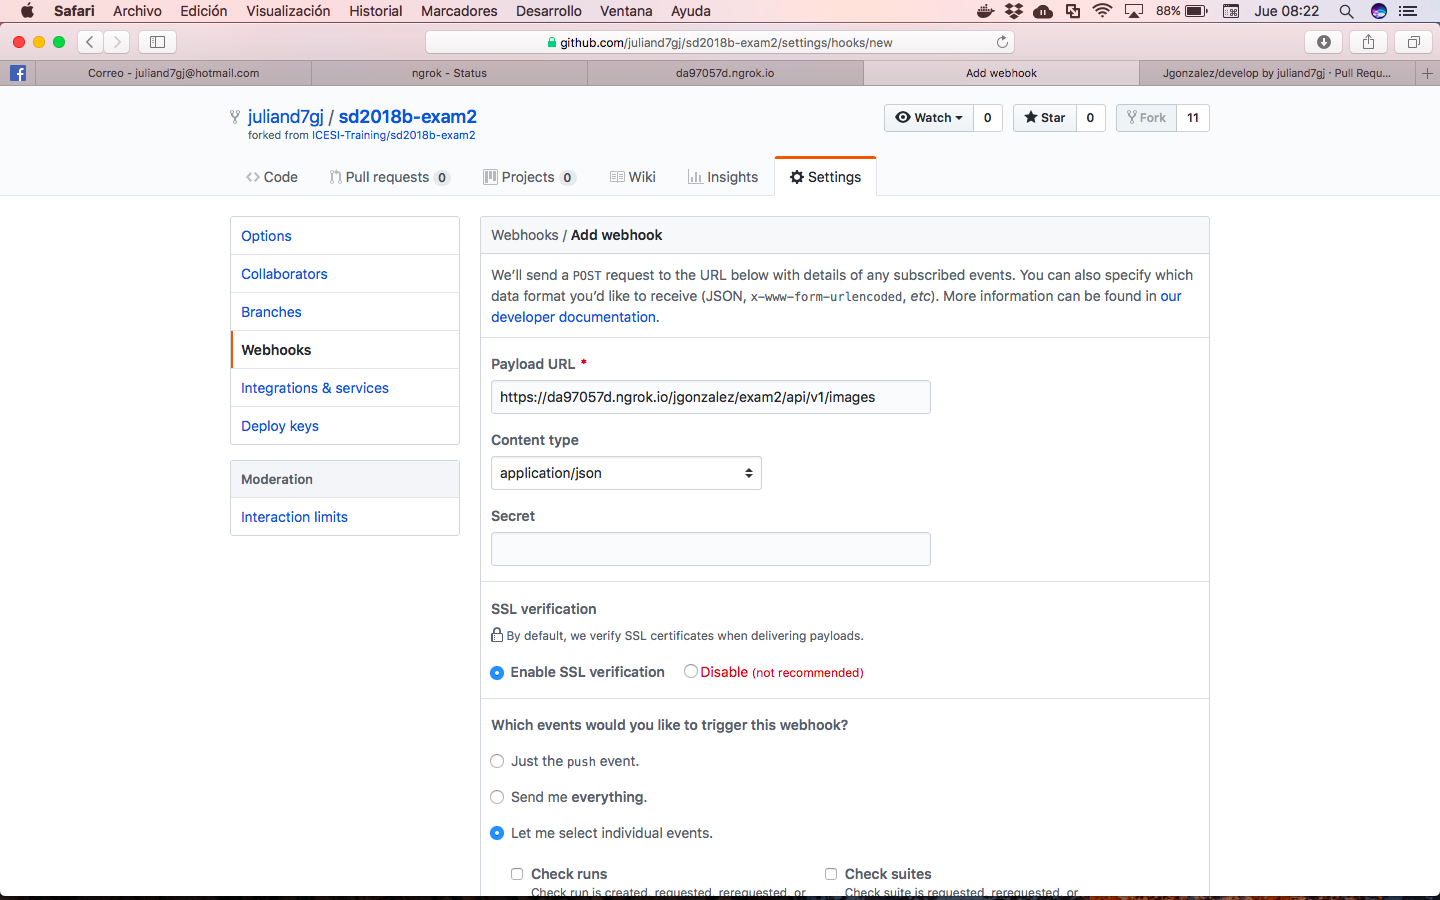 Safari Archivo Edición Visualización Historial Marcadores Desarrollo Ventana Ayuda 88% Jue 08:22
github.com/juliand7gj/sd2018b-exam2/settings/hooks/new
Correo - juliand7gj@hotmail.com ngrok - Status da97057d.ngrok.io Add webhook Jgonzalez/develop by juliand7gj · Pull Requ...
juliand7gj / sd2018b-exam2
forked from ICESI-Training/sd2018b-exam2
Watch 0 Star 0 Fork 11
Code Pull requests 0 Projects 0 Wiki Insights Settings
Options
Collaborators
Branches
Webhooks
Integrations & services
Deploy keys
Moderation
Interaction limits
Webhooks / Add webhook
We'll send a POST request to the URL below with details of any subscribed events. You can also specify which
data format you'd like to receive (JSON, x-www-form-urlencoded, etc). More information can be found in our
developer documentation.
Payload URL *
https://da97057d.ngrok.io/jgonzalez/exam2/api/v1/images
Content type
application/json
Secret
SSL verification
By default, we verify SSL certificates when delivering payloads.
Enable SSL verification Disable (not recommended)
Which events would you like to trigger this webhook?
Just the push event.
Send me everything.
Let me select individual events.
Check runs Check suites
Check run is created, requested, rerequested, or Check suite is requested, rerequested, or